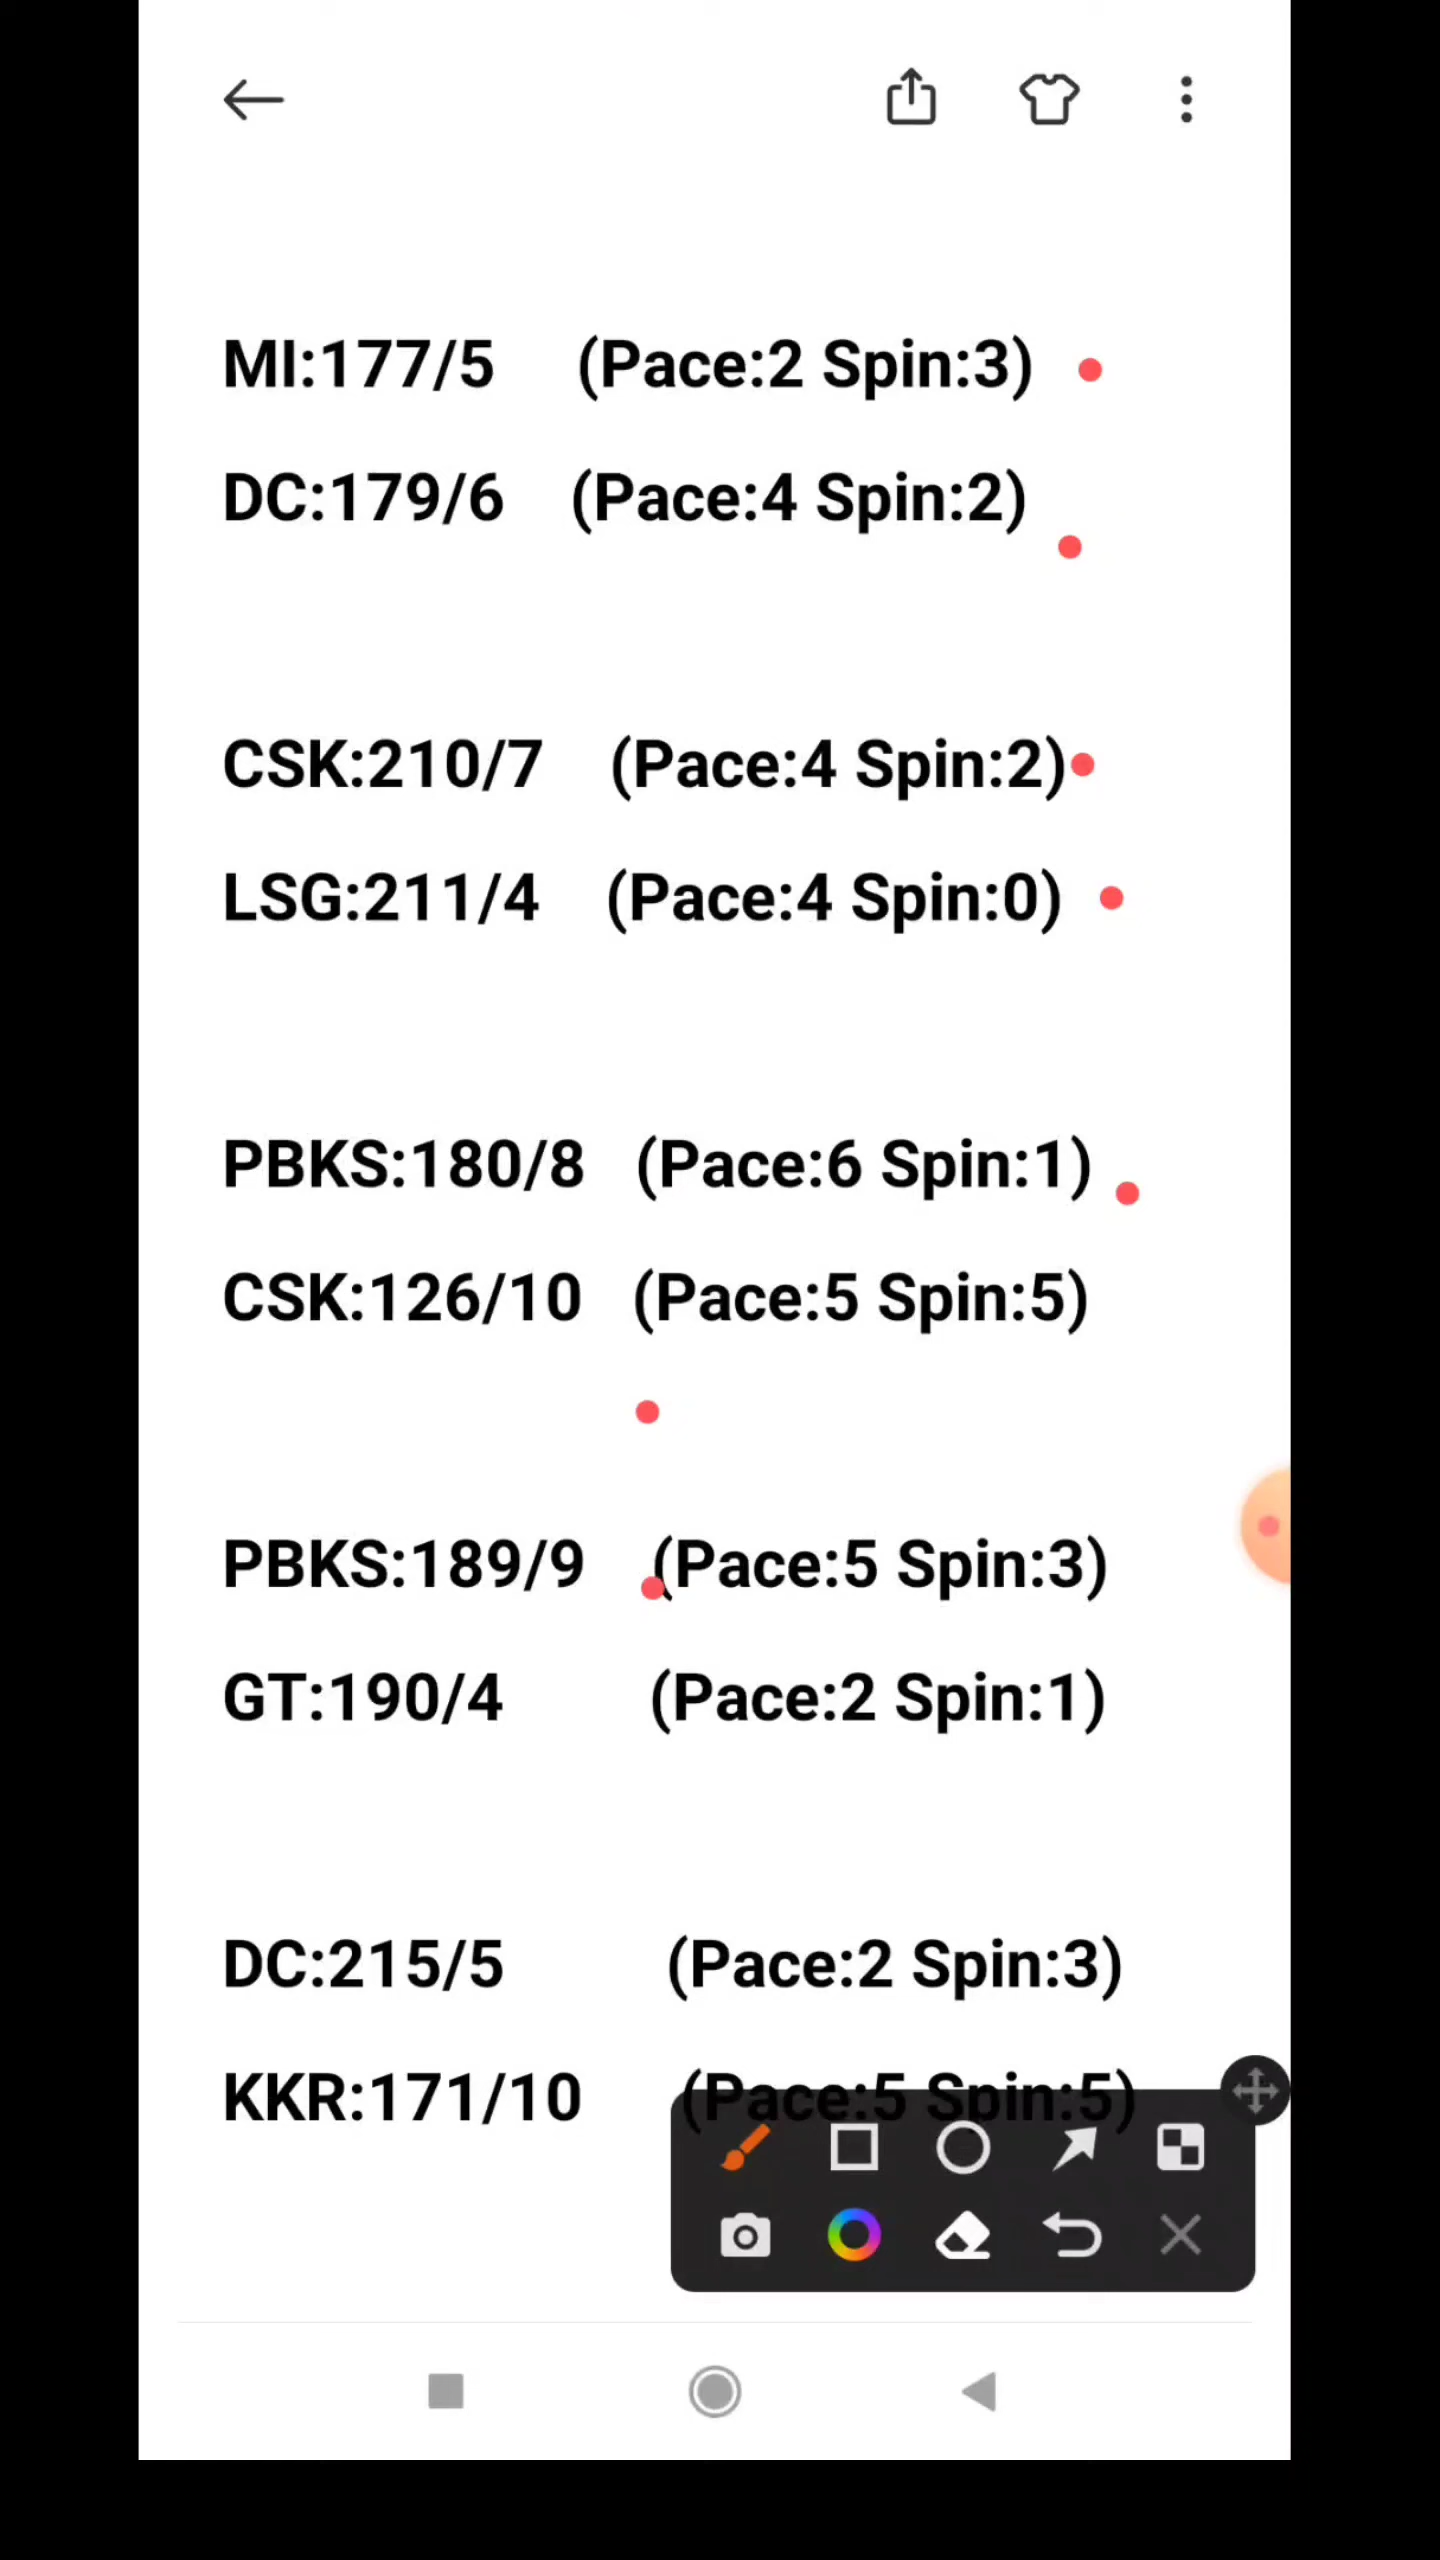 MI:177/5 (Pace:2 Spin:3)
DC:179/6 (Pace:4 Spin:2)
CSK:210/7 (Pace:4 Spin:2)
LSG:211/4 (Pace:4 Spin:0)
PBKS:180/8 (Pace:6 Spin:1)
CSK:126/10 (Pace:5 Spin:5)
PBKS:189/9 (Pace:5 Spin:3)
GT:190/4 (Pace:2 Spin:1)
DC:215/5 (Pace:2 Spin:3)
KKR:171/10 (Pace:5 Spin:5)